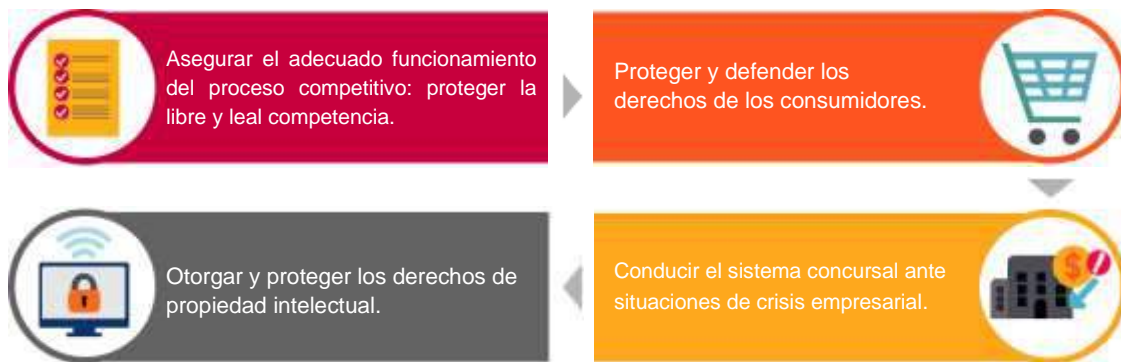 Asegurar el adecuado funcionamiento
del proceso competitivo: proteger la
libre y leal competencia.
Proteger y defender los
derechos de los consumidores.
Conducir el sistema concursal ante
situaciones de crisis empresarial.
Otorgar y proteger los derechos de
propiedad intelectual.